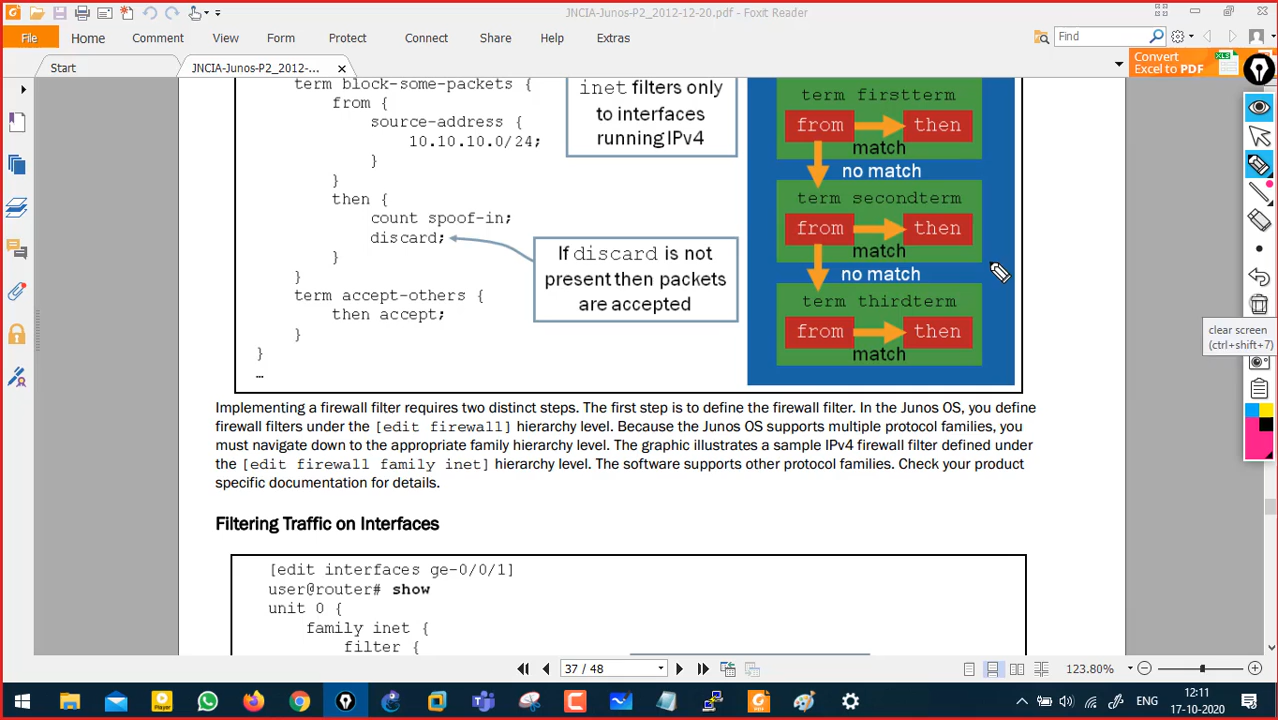 JNCIA-Junos-P2_2012-12-20.pdf - Foxit Reader
File
Home
Comment
View
Form
Protect
Connect
Share
Help
Extras
Find
Start
JNCIA-Junos-P2_2012-...
Convert
Excel to PDF
XLS
term block-some-packets {
from {
source-address {
10.10.10.0/24;
}
}
then {
count spoof-in;
discard;
}
}
term accept-others {
then accept;
}
}
…
inet filters only
to interfaces
running IPv4
If discard is not
present then packets
are accepted
term firstterm
from
then
match
no match
term secondterm
from
then
match
no match
term thirdterm
from
then
match
Implementing a firewall filter requires two distinct steps. The first step is to define the firewall filter. In the Junos OS, you define
firewall filters under the [edit firewall] hierarchy level. Because the Junos OS supports multiple protocol families, you
must navigate down to the appropriate family hierarchy level. The graphic illustrates a sample IPv4 firewall filter defined under
the [edit firewall family inet] hierarchy level. The software supports other protocol families. Check your product
specific documentation for details.
Filtering Traffic on Interfaces
[edit interfaces ge-0/0/1]
user@router# show
unit 0 {
family inet {
filter {
clear screen
(ctrl+shift+7)
37 / 48
123.80%
Player
PDF
ENG
12:11
17-10-2020